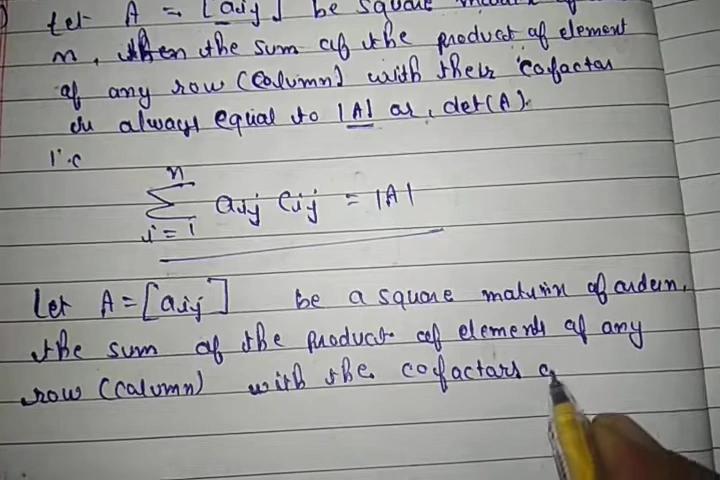 Let A = [aij] be square
n, then the sum of the product of element
of any row (Column) with their cofactor
is always equal to |A| or, det(A).
i.e
n
∑ aij Cij = |A|
i = 1
Let A = [aij] be a square matrix of order n,
the sum of the product of elements of any
row (column) with the cofactors o